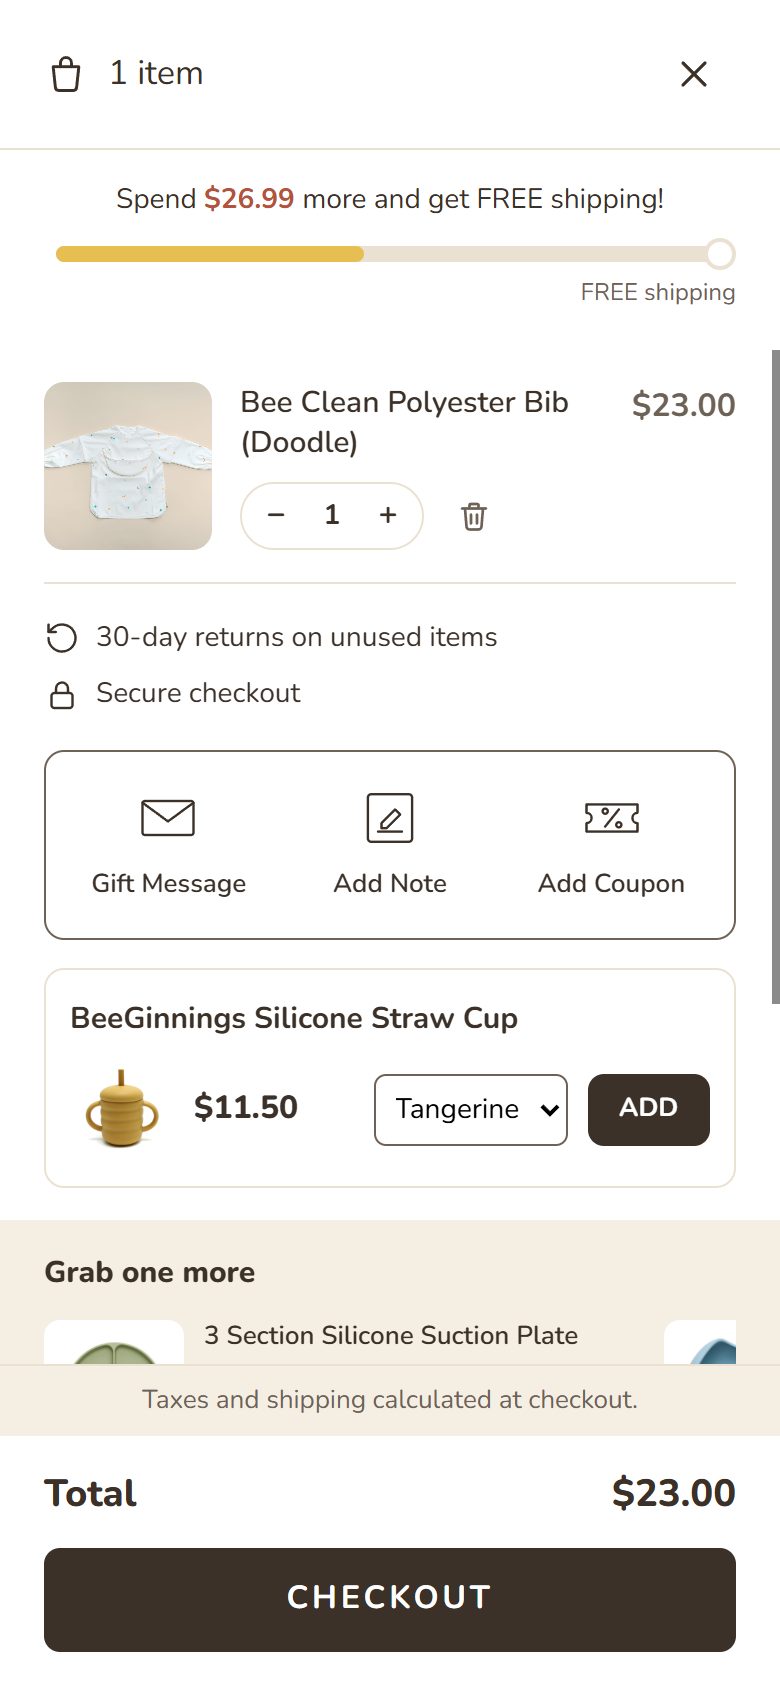 1 item
Spend $26.99 more and get FREE shipping!
FREE shipping
Bee Clean Polyester Bib
(Doodle)
$23.00
− 1 +
30-day returns on unused items
Secure checkout
Gift Message
Add Note
Add Coupon
BeeGinnings Silicone Straw Cup
$11.50
Tangerine
ADD
Grab one more
3 Section Silicone Suction Plate
Taxes and shipping calculated at checkout.
Total
$23.00
CHECKOUT